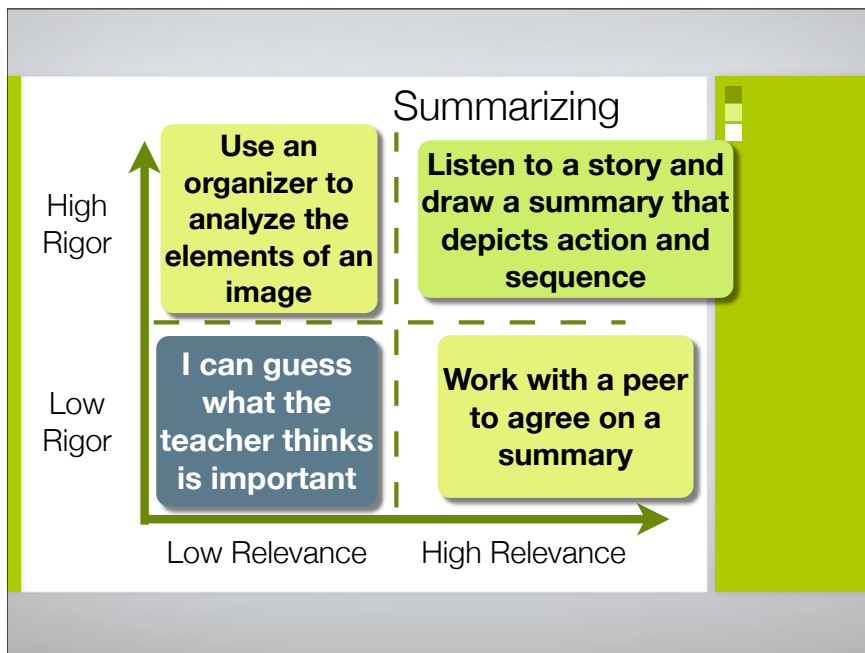 Summarizing
High
Rigor
Use an
organizer to
analyze the
elements of an
image
Listen to a story and
draw a summary that
depicts action and
sequence
Low
Rigor
I can guess
what the
teacher thinks
is important
Work with a peer
to agree on a
summary
Low Relevance
High Relevance